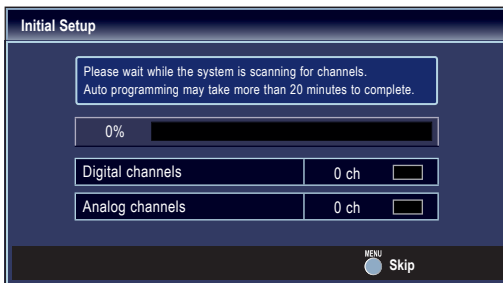 Initial Setup
Please wait while the system is scanning for channels.
Auto programming may take more than 20 minutes to complete.
0%
Digital channels 0 ch
Analog channels 0 ch
MENU
Skip